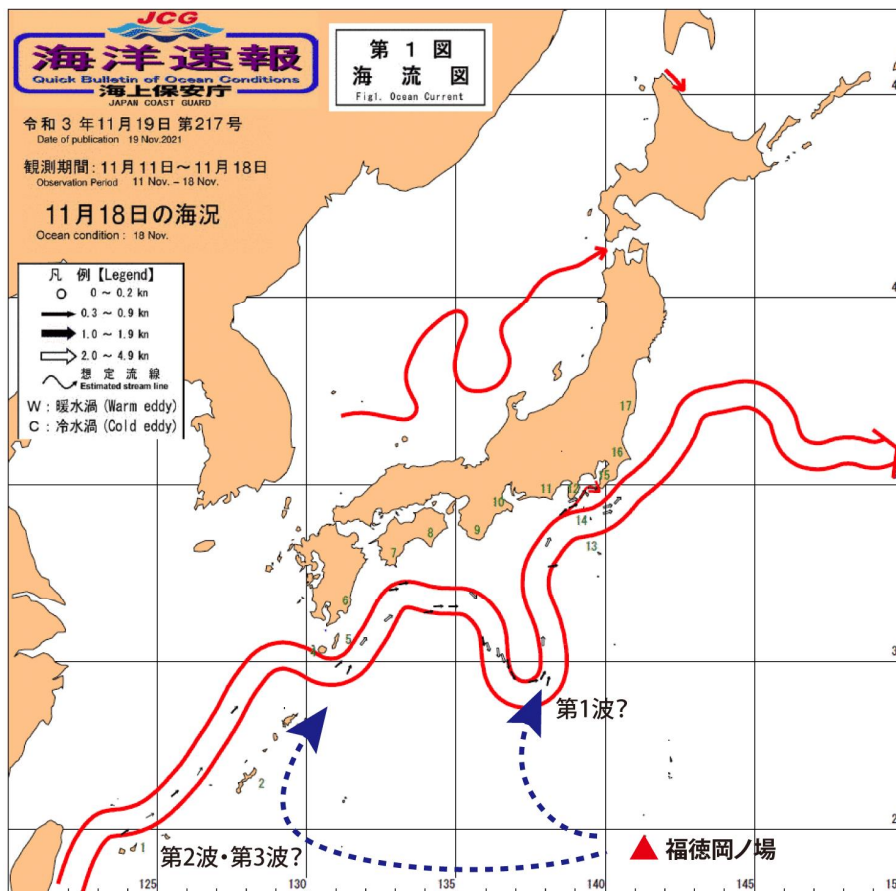 JCG
海洋速報
Quick Bulletin of Ocean Conditions
海上保安庁
JAPAN COAST GUARD
第1図
海流図
Fig1. Ocean Current
令和3年11月19日 第217号
Date of publication 19 Nov.2021
観測期間:11月11日~11月18日
Observation Period 11 Nov. – 18 Nov.
11月18日の海況
Ocean condition : 18 Nov.
凡 例【Legend】
0 ~ 0.2 kn
0.3 ~ 0.9 kn
1.0 ~ 1.9 kn
2.0 ~ 4.9 kn
想定流線
Estimated stream line
W:暖水渦(Warm eddy)
C:冷水渦(Cold eddy)
17
16
15
12
11
10
14
9
8
7
13
6
5
4
2
1
第1波?
第2波・第3波?
福徳岡ノ場
125
130
135
140
145